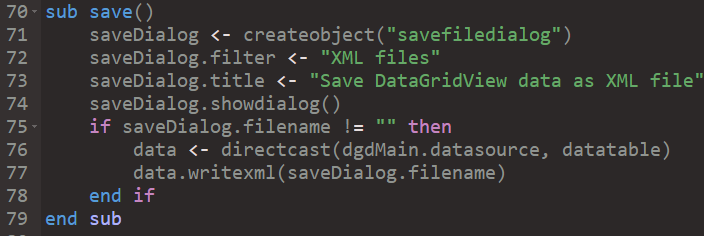 70 sub save()
71     saveDialog <- createobject("savefiledialog")
72     saveDialog.filter <- "XML files"
73     saveDialog.title <- "Save DataGridView data as XML file"
74     saveDialog.showdialog()
75     if saveDialog.filename != "" then
76         data <- directcast(dgdMain.datasource, datatable)
77         data.writexml(saveDialog.filename)
78     end if
79 end sub